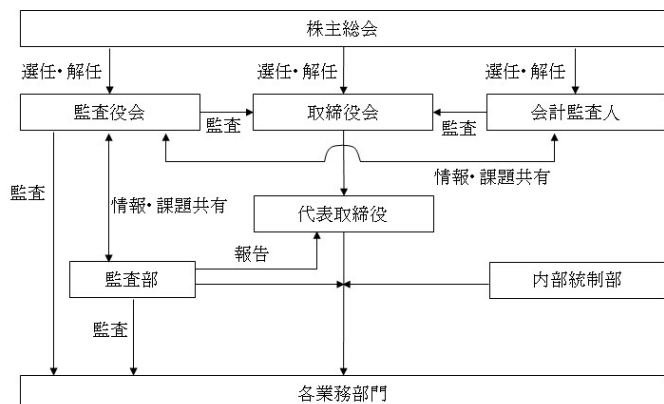 株主総会
選任・解任
選任・解任
選任・解任
監査役会
監査
取締役会
監査
会計監査人
監査
情報・課題共有
情報・課題共有
代表取締役
報告
監査部
内部統制部
監査
各業務部門